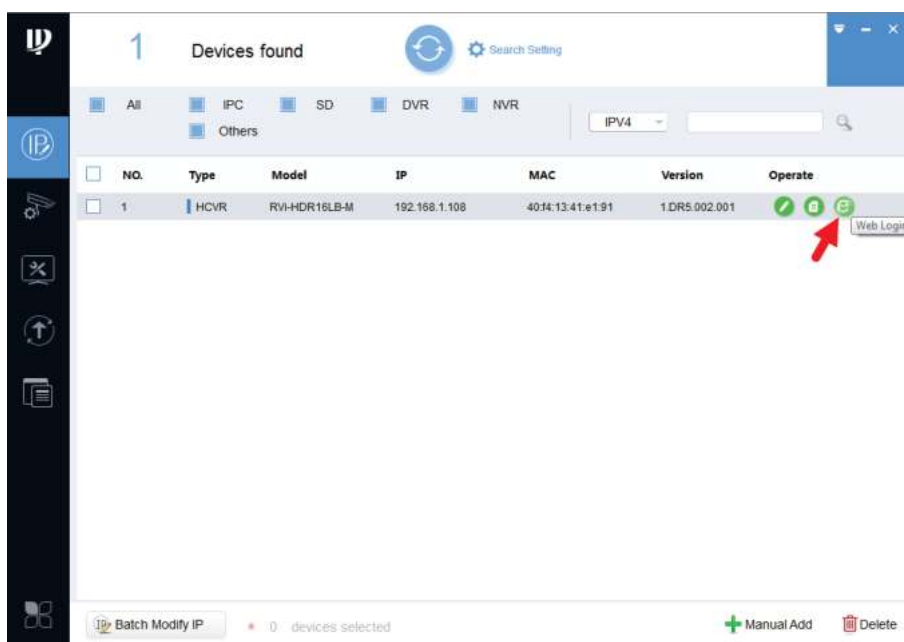 1 Devices found Search Setting
All IPC SD DVR NVR
Others
IPV4
NO. Type Model IP MAC Version Operate
1 HCVR RVi-HDR16LB-M 192.168.1.108 40:f4:13:41:e1:91 1.DR5.002.001
Web Login
IP Batch Modify IP 0 devices selected Manual Add Delete